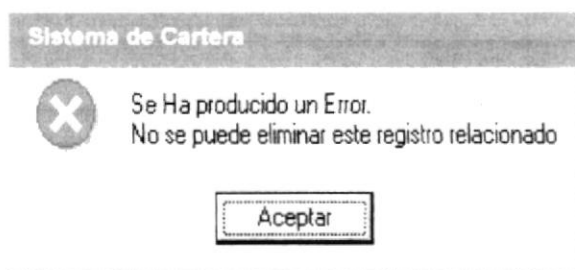 Sistema de Cartera
Se Ha producido un Error.
No se puede eliminar este registro relacionado
Aceptar